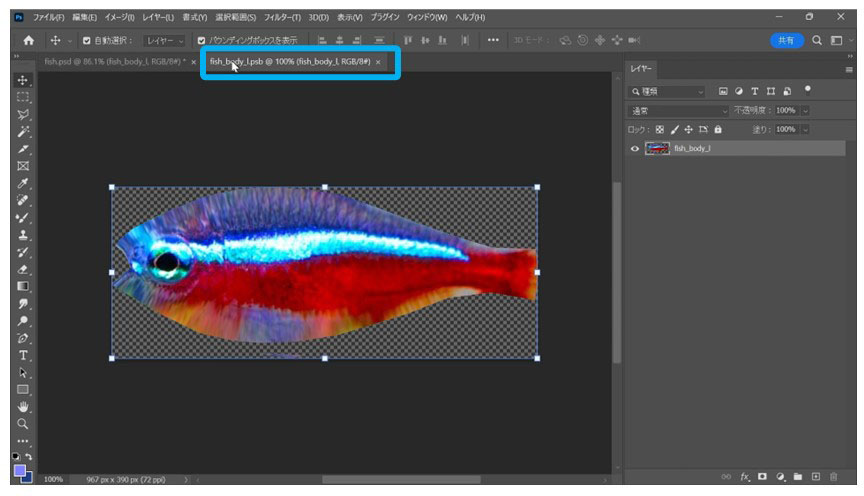 Ps ファイル(F) 編集(E) イメージ(I) レイヤー(L) 書式(Y) 選択範囲(S) フィルター(T) 3D(D) 表示(V) プラグイン ウィンドウ(W) ヘルプ(H)
自動選択： レイヤー バウンディングボックスを表示 3D モード： 共有
fish.psd @ 86.1% (fish_body_l, RGB/8#) * × fish_body_l.psb @ 100% (fish_body_l, RGB/8#) ×
レイヤー
種類
通常 不透明度： 100%
ロック： 塗り： 100%
fish_body_l
100% 967 px x 390 px (72 ppi)